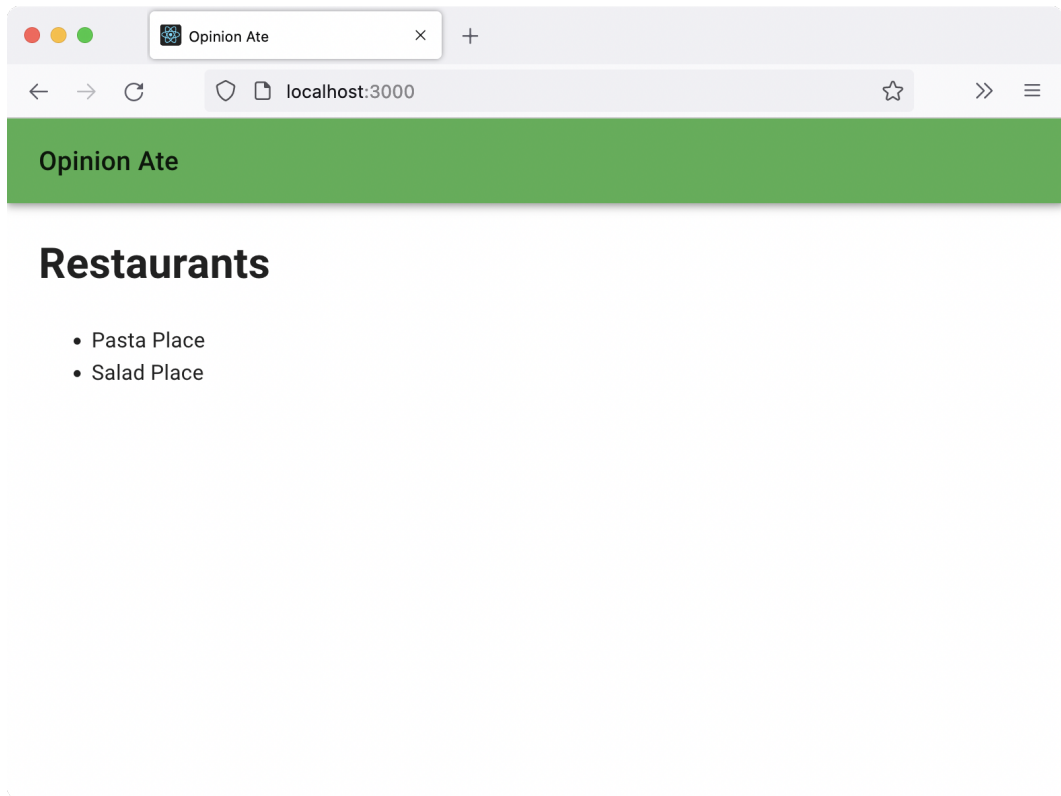 Opinion Ate
localhost:3000
Opinion Ate
Restaurants
Pasta Place
Salad Place